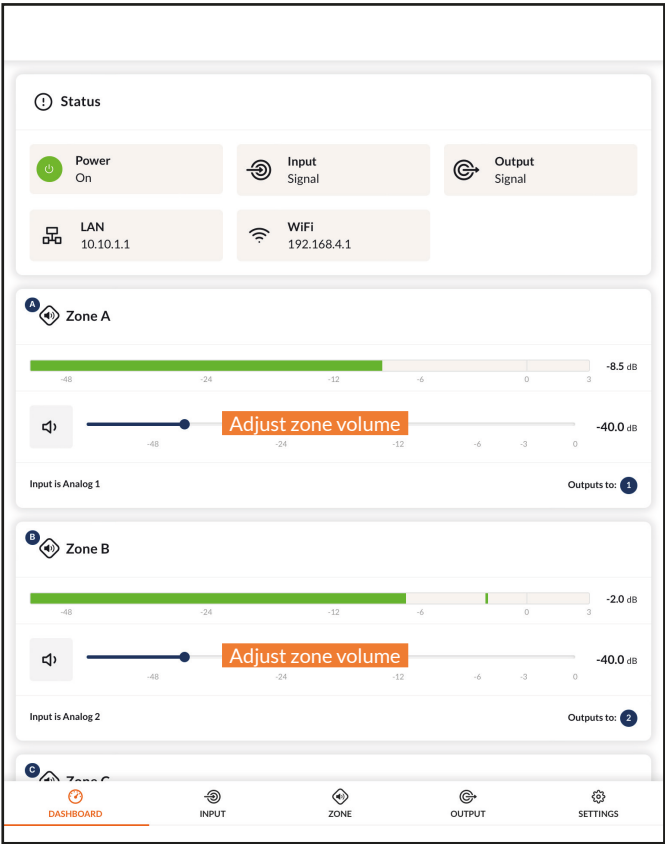 Status
Power
On
Input
Signal
Output
Signal
LAN
10.10.1.1
WiFi
192.168.4.1
A
Zone A
-8.5 dB
-48 -24 -12 -6 0 3
Adjust zone volume
-40.0 dB
-48 -24 -12 -6 -3 0
Input is Analog 1
Outputs to: 1
B
Zone B
-2.0 dB
-48 -24 -12 -6 0 3
Adjust zone volume
-40.0 dB
-48 -24 -12 -6 -3 0
Input is Analog 2
Outputs to: 2
C
Zone C
DASHBOARD
INPUT
ZONE
OUTPUT
SETTINGS